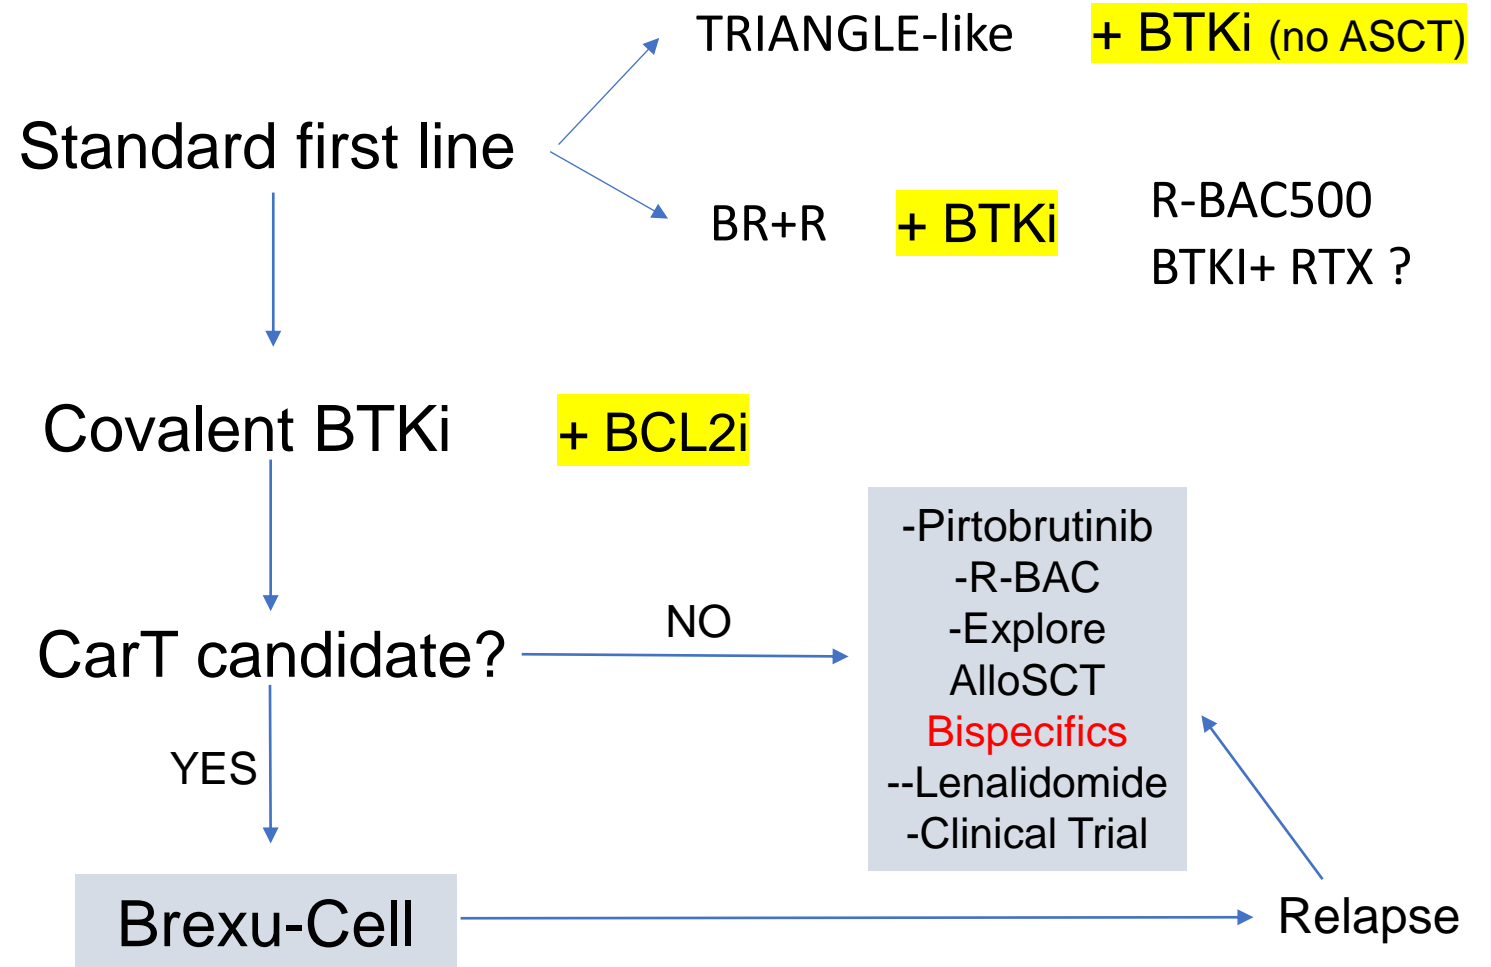 TRIANGLE-like + BTKi (no ASCT)
Standard first line
BR+R + BTKi
R-BAC500
BTKI+ RTX ?
Covalent BTKi + BCL2i
-Pirtobrutinib
-R-BAC
-Explore
AlloSCT
Bispecifics
--Lenalidomide
-Clinical Trial
CarT candidate?
NO
YES
Brexu-Cell
Relapse